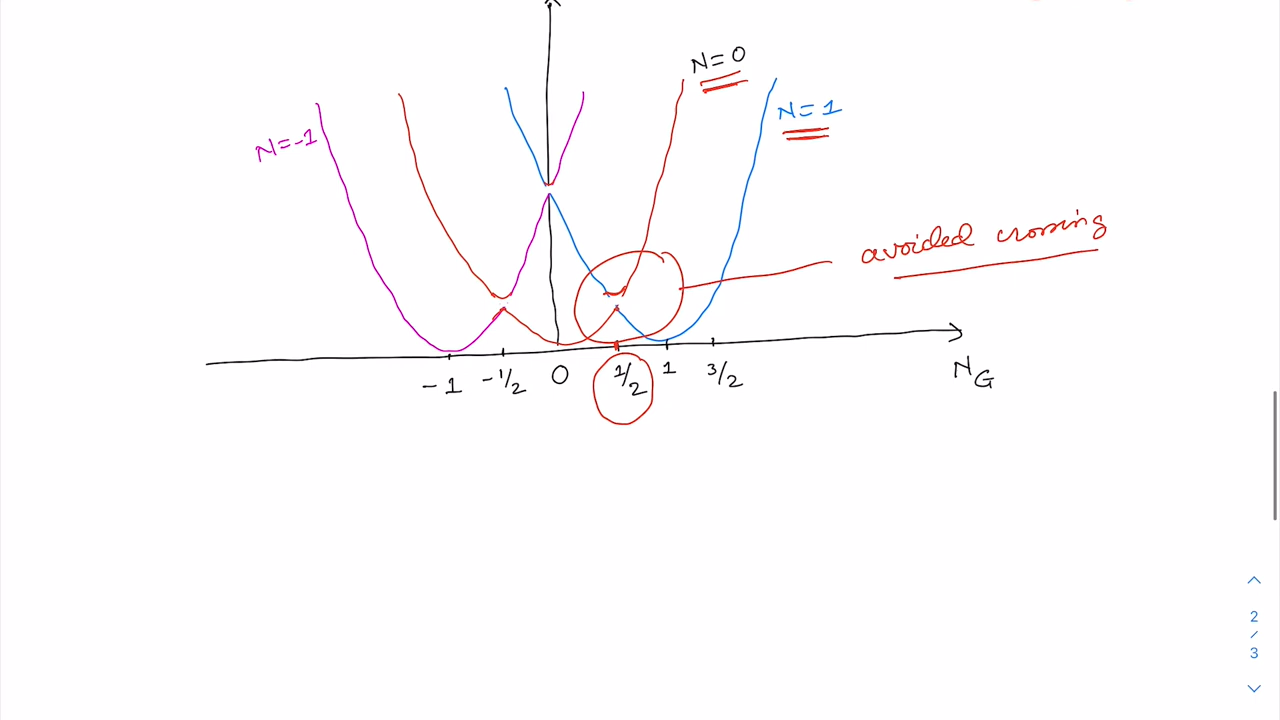 N=0
N=1
N=-1
avoided crossing
-1 -1/2 0 1/2 1 3/2
N_G
2
/
3